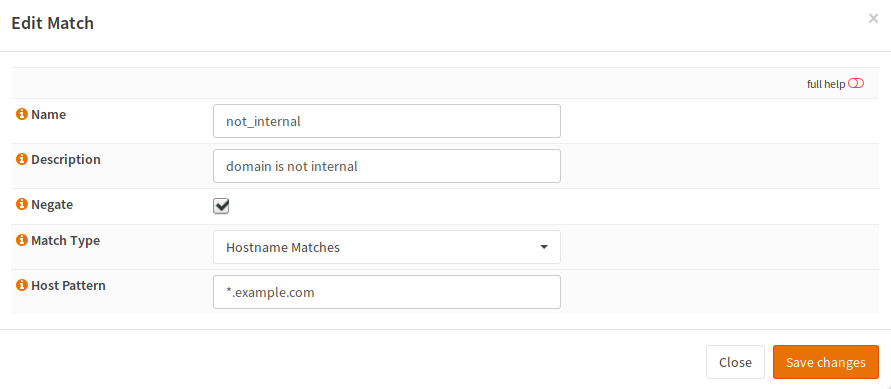 Edit Match
×
full help
Name
not_internal
Description
domain is not internal
Negate
Match Type
Hostname Matches
Host Pattern
*.example.com
Close
Save changes